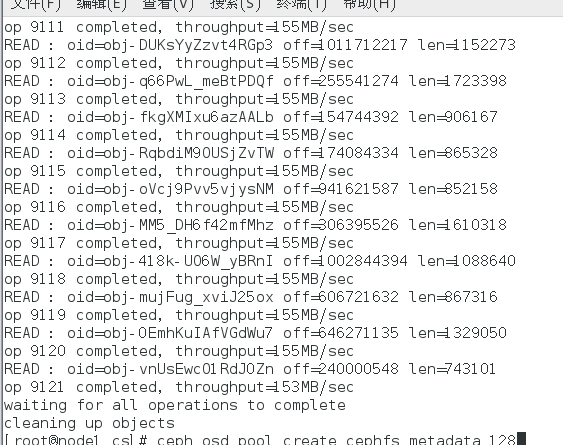 文件(F) 编辑(E) 查看(V) 搜索(S) 终端(T) 帮助(H)
op 9111 completed, throughput=155MB/sec
READ : oid=obj-DUKsYyZzvt4RGp3 off=1011712217 len=1152273
op 9112 completed, throughput=155MB/sec
READ : oid=obj-q66PwL_meBtPDQf off=255541274 len=1723398
op 9113 completed, throughput=155MB/sec
READ : oid=obj-fkgXMIxu6azAALb off=154744392 len=906167
op 9114 completed, throughput=155MB/sec
READ : oid=obj-RqbdiM9OUSjZvTW off=174084334 len=865328
op 9115 completed, throughput=155MB/sec
READ : oid=obj-oVcj9Pvv5vjysNM off=941621587 len=852158
op 9116 completed, throughput=155MB/sec
READ : oid=obj-MM5_DH6f42mfMhz off=306395526 len=1610318
op 9117 completed, throughput=155MB/sec
READ : oid=obj-418k-UO6W_yBRnI off=1002844394 len=1088640
op 9118 completed, throughput=155MB/sec
READ : oid=obj-mujFug_xviJ25ox off=606721632 len=867316
op 9119 completed, throughput=155MB/sec
READ : oid=obj-OEmhKuIAfVGdWu7 off=646271135 len=1329050
op 9120 completed, throughput=155MB/sec
READ : oid=obj-vnUsEwcO1RdJ0Zn off=240000548 len=743101
op 9121 completed, throughput=153MB/sec
waiting for all operations to complete
cleaning up objects
[root@node1 cs]# ceph osd pool create cephfs_metadata 128